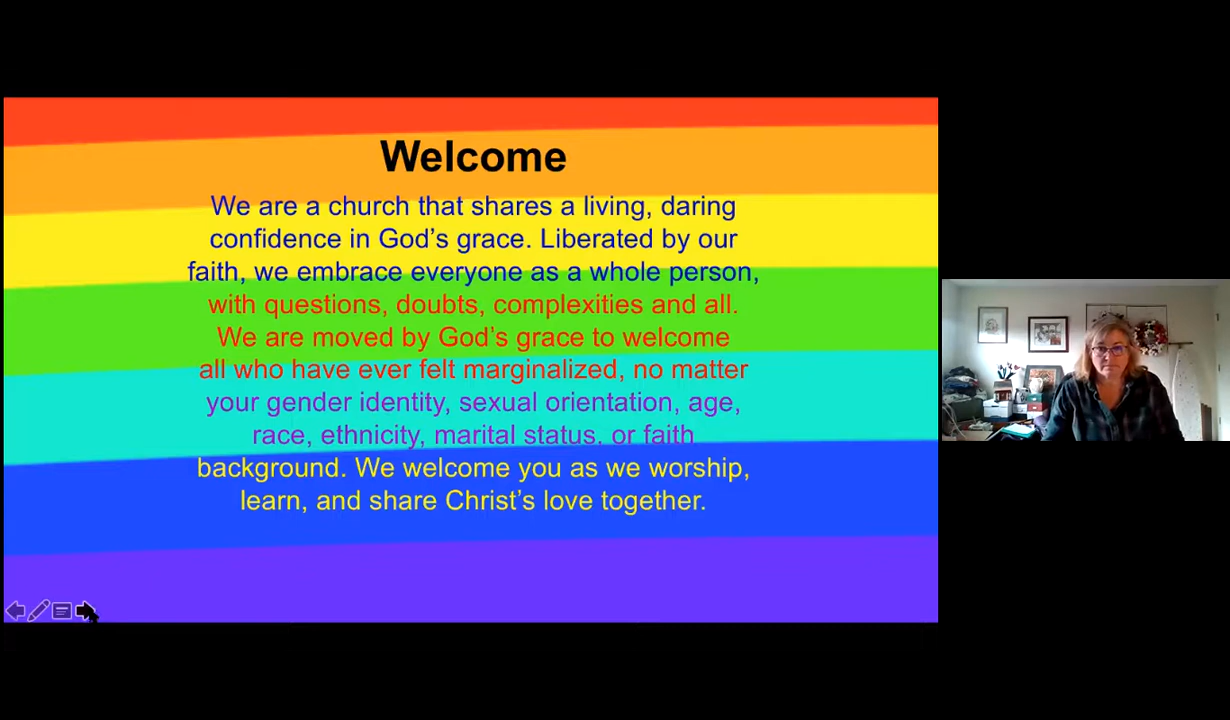 Welcome
We are a church that shares a living, daring
confidence in God’s grace. Liberated by our
faith, we embrace everyone as a whole person,
with questions, doubts, complexities and all.
We are moved by God’s grace to welcome
all who have ever felt marginalized, no matter
your gender identity, sexual orientation, age,
race, ethnicity, marital status, or faith
background. We welcome you as we worship,
learn, and share Christ’s love together.